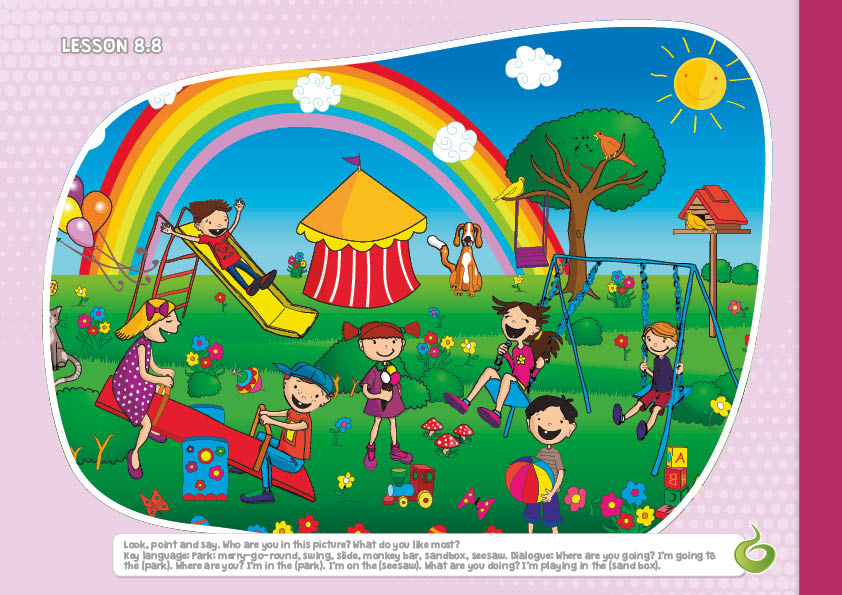 LESSON 8.8
A
B
Look, point and say. Who are you in this picture? What do you like most?
Key language: Park: merry-go-round, swing, slide, monkey bar, sandbox, seesaw. Dialogue: Where are you going? I'm going to
the (park). Where are you? I'm in the (park). I'm on the (seesaw). What are you doing? I'm playing in the (sand box).